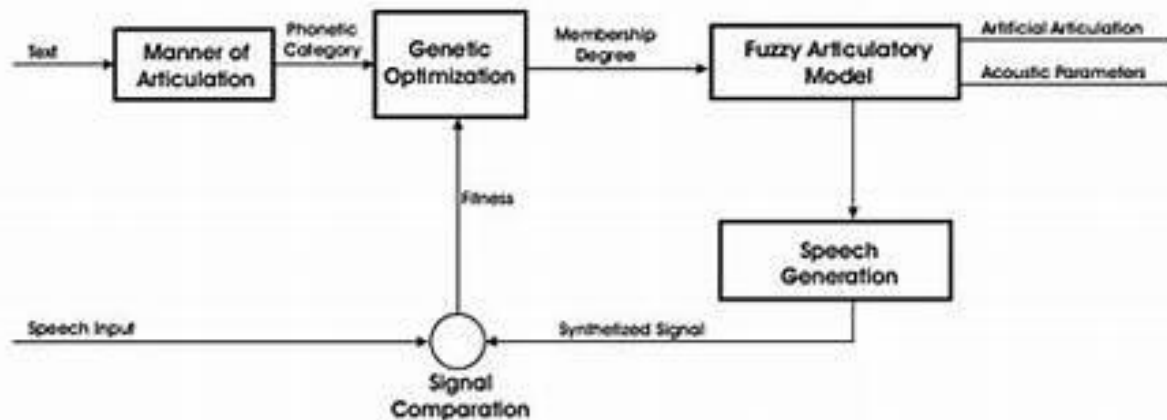 Text
Manner of
Articulation
Phonetic
Category
Genetic
Optimization
Membership
Degree
Fuzzy Articulatory
Model
Artificial Articulation
Acoustic Parameters
Fitness
Speech
Generation
Speech Input
Synthetized Signal
Signal
Comparation